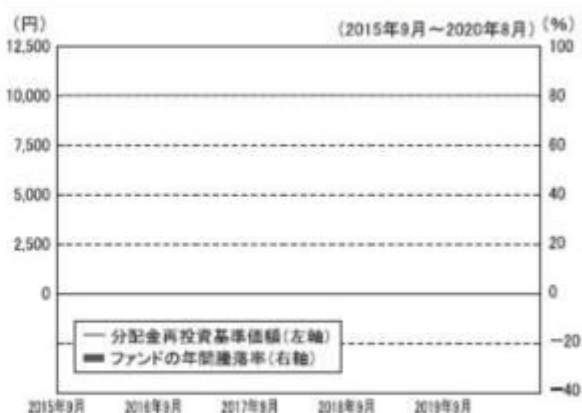 (円) (2015年9月～2020年8月) (%)
12,500 100
10,000 80
7,500 60
5,000 40
2,500 20
0 0
分配金再投資基準価額(左軸)
-20
ファンドの年間騰落率(右軸)
-40
2015年9月 2016年9月 2017年9月 2018年9月 2019年9月